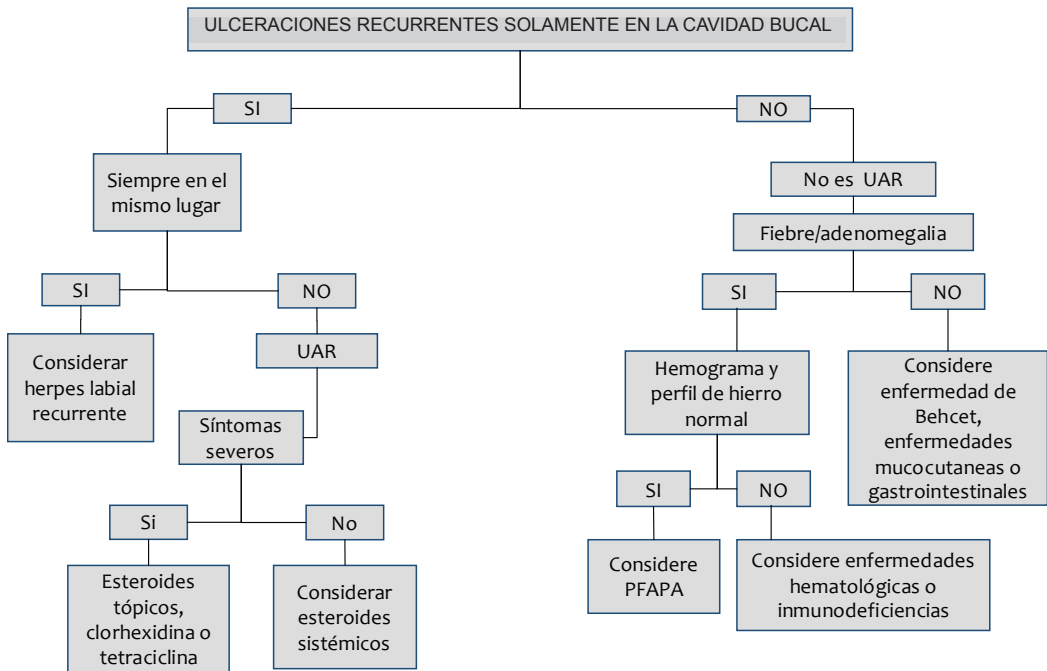 ULCERACIONES RECURRENTES SOLAMENTE EN LA CAVIDAD BUCAL
SI
NO
Siempre en el
mismo lugar
No es UAR
Fiebre/adenomegalia
SI
NO
SI
NO
Considerar
herpes labial
recurrente
UAR
Hemograma y
perfil de hierro
normal
Considere
enfermedad de
Behcet,
enfermedades
mucocutaneas o
gastrointestinales
Síntomas
severos
SI
NO
Si
No
Considere
PFAPA
Considere enfermedades
hematológicas o
inmunodeficiencias
Esteroides
tópicos,
clorhexidina o
tetraciclina
Considerar
esteroides
sistémicos